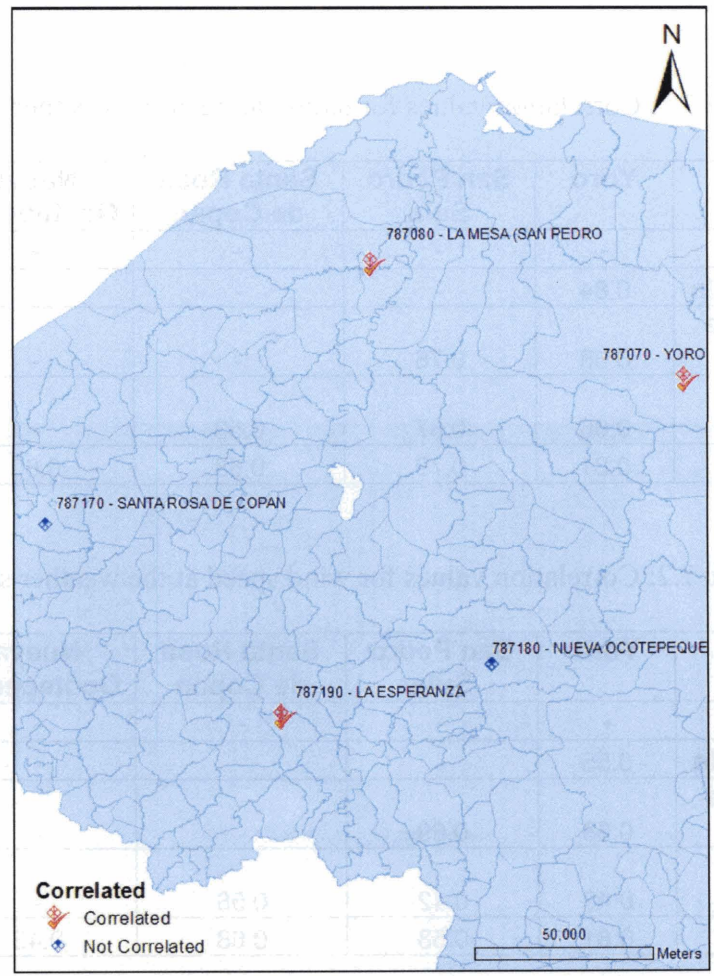 N
787080 - LA MESA (SAN PEDRO
787070 - YORO
787170 - SANTA ROSA DE COPAN
787180 - NUEVA OCOTEPEQUE
787190 - LA ESPERANZA
Correlated
Correlated
Not Correlated
50,000
Meters